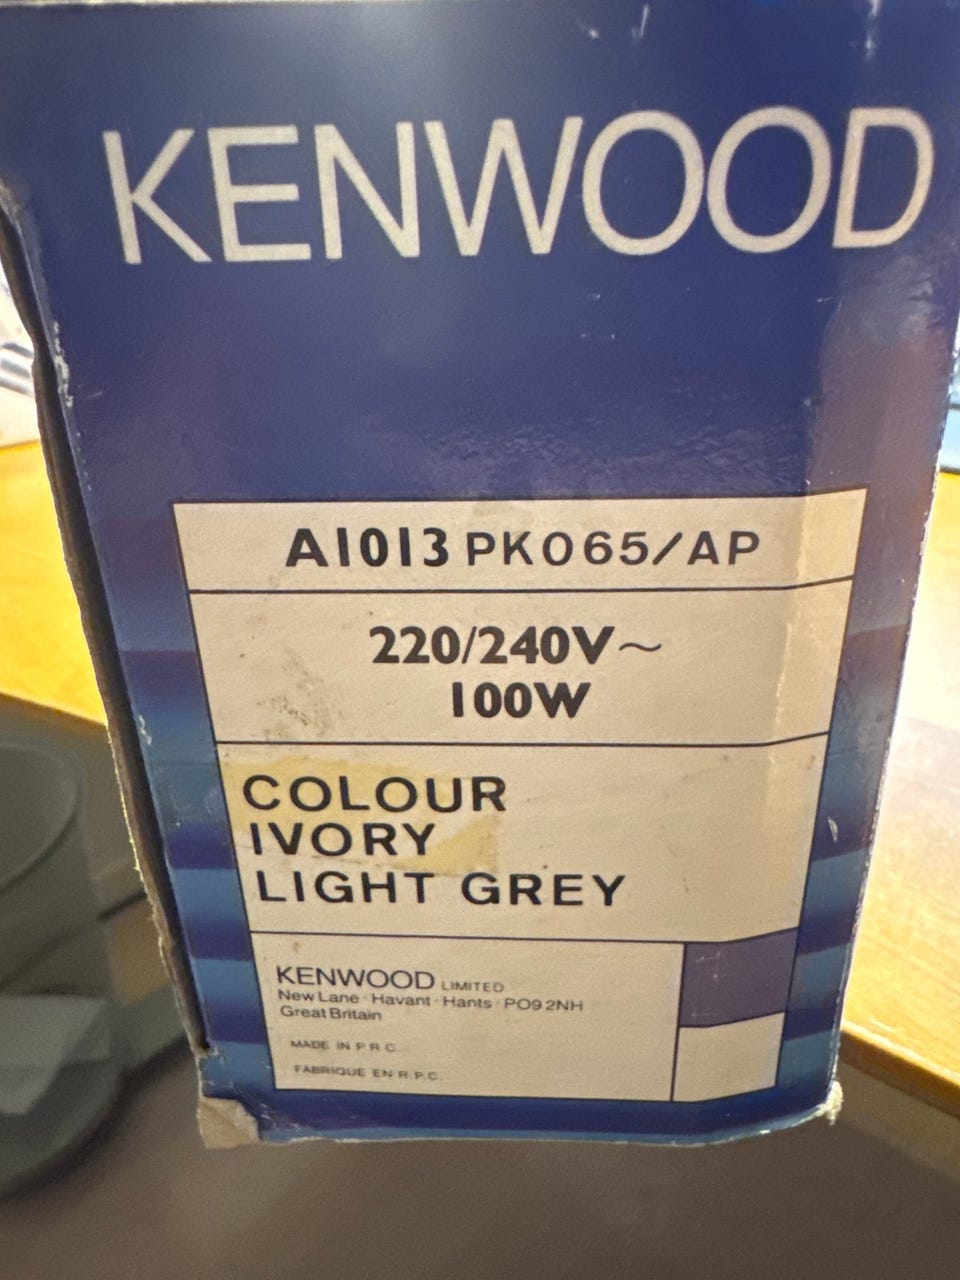 KENWOOD
A1013 PK065/AP
220/240V~
100W
COLOUR
IVORY
LIGHT GREY
KENWOOD LIMITED
New Lane · Havant · Hants · PO9 2NH
Great Britain
MADE IN P.R.C.
FABRIQUE EN R.P.C.